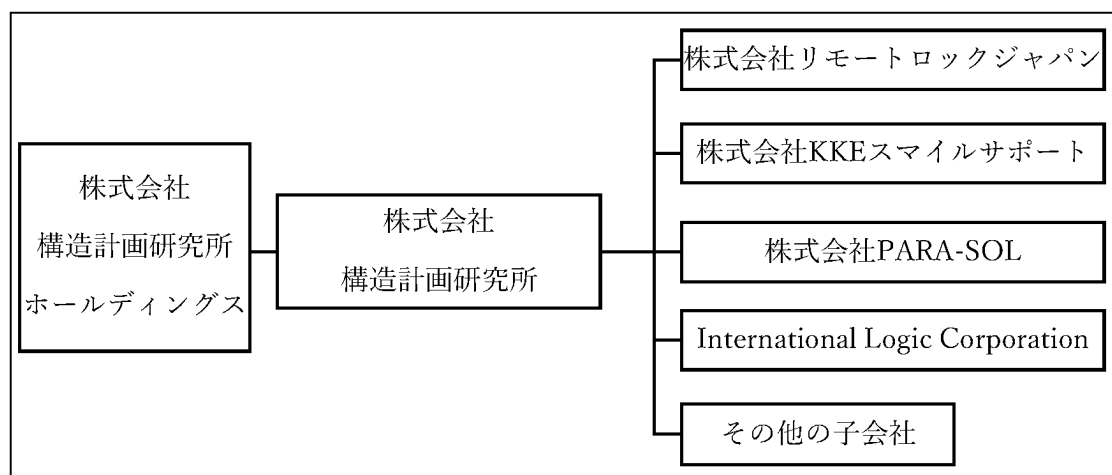 株式会社
構造計画研究所
ホールディングス
株式会社
構造計画研究所
株式会社リモートロックジャパン
株式会社KKEスマイルサポート
株式会社PARA-SOL
International Logic Corporation
その他の子会社